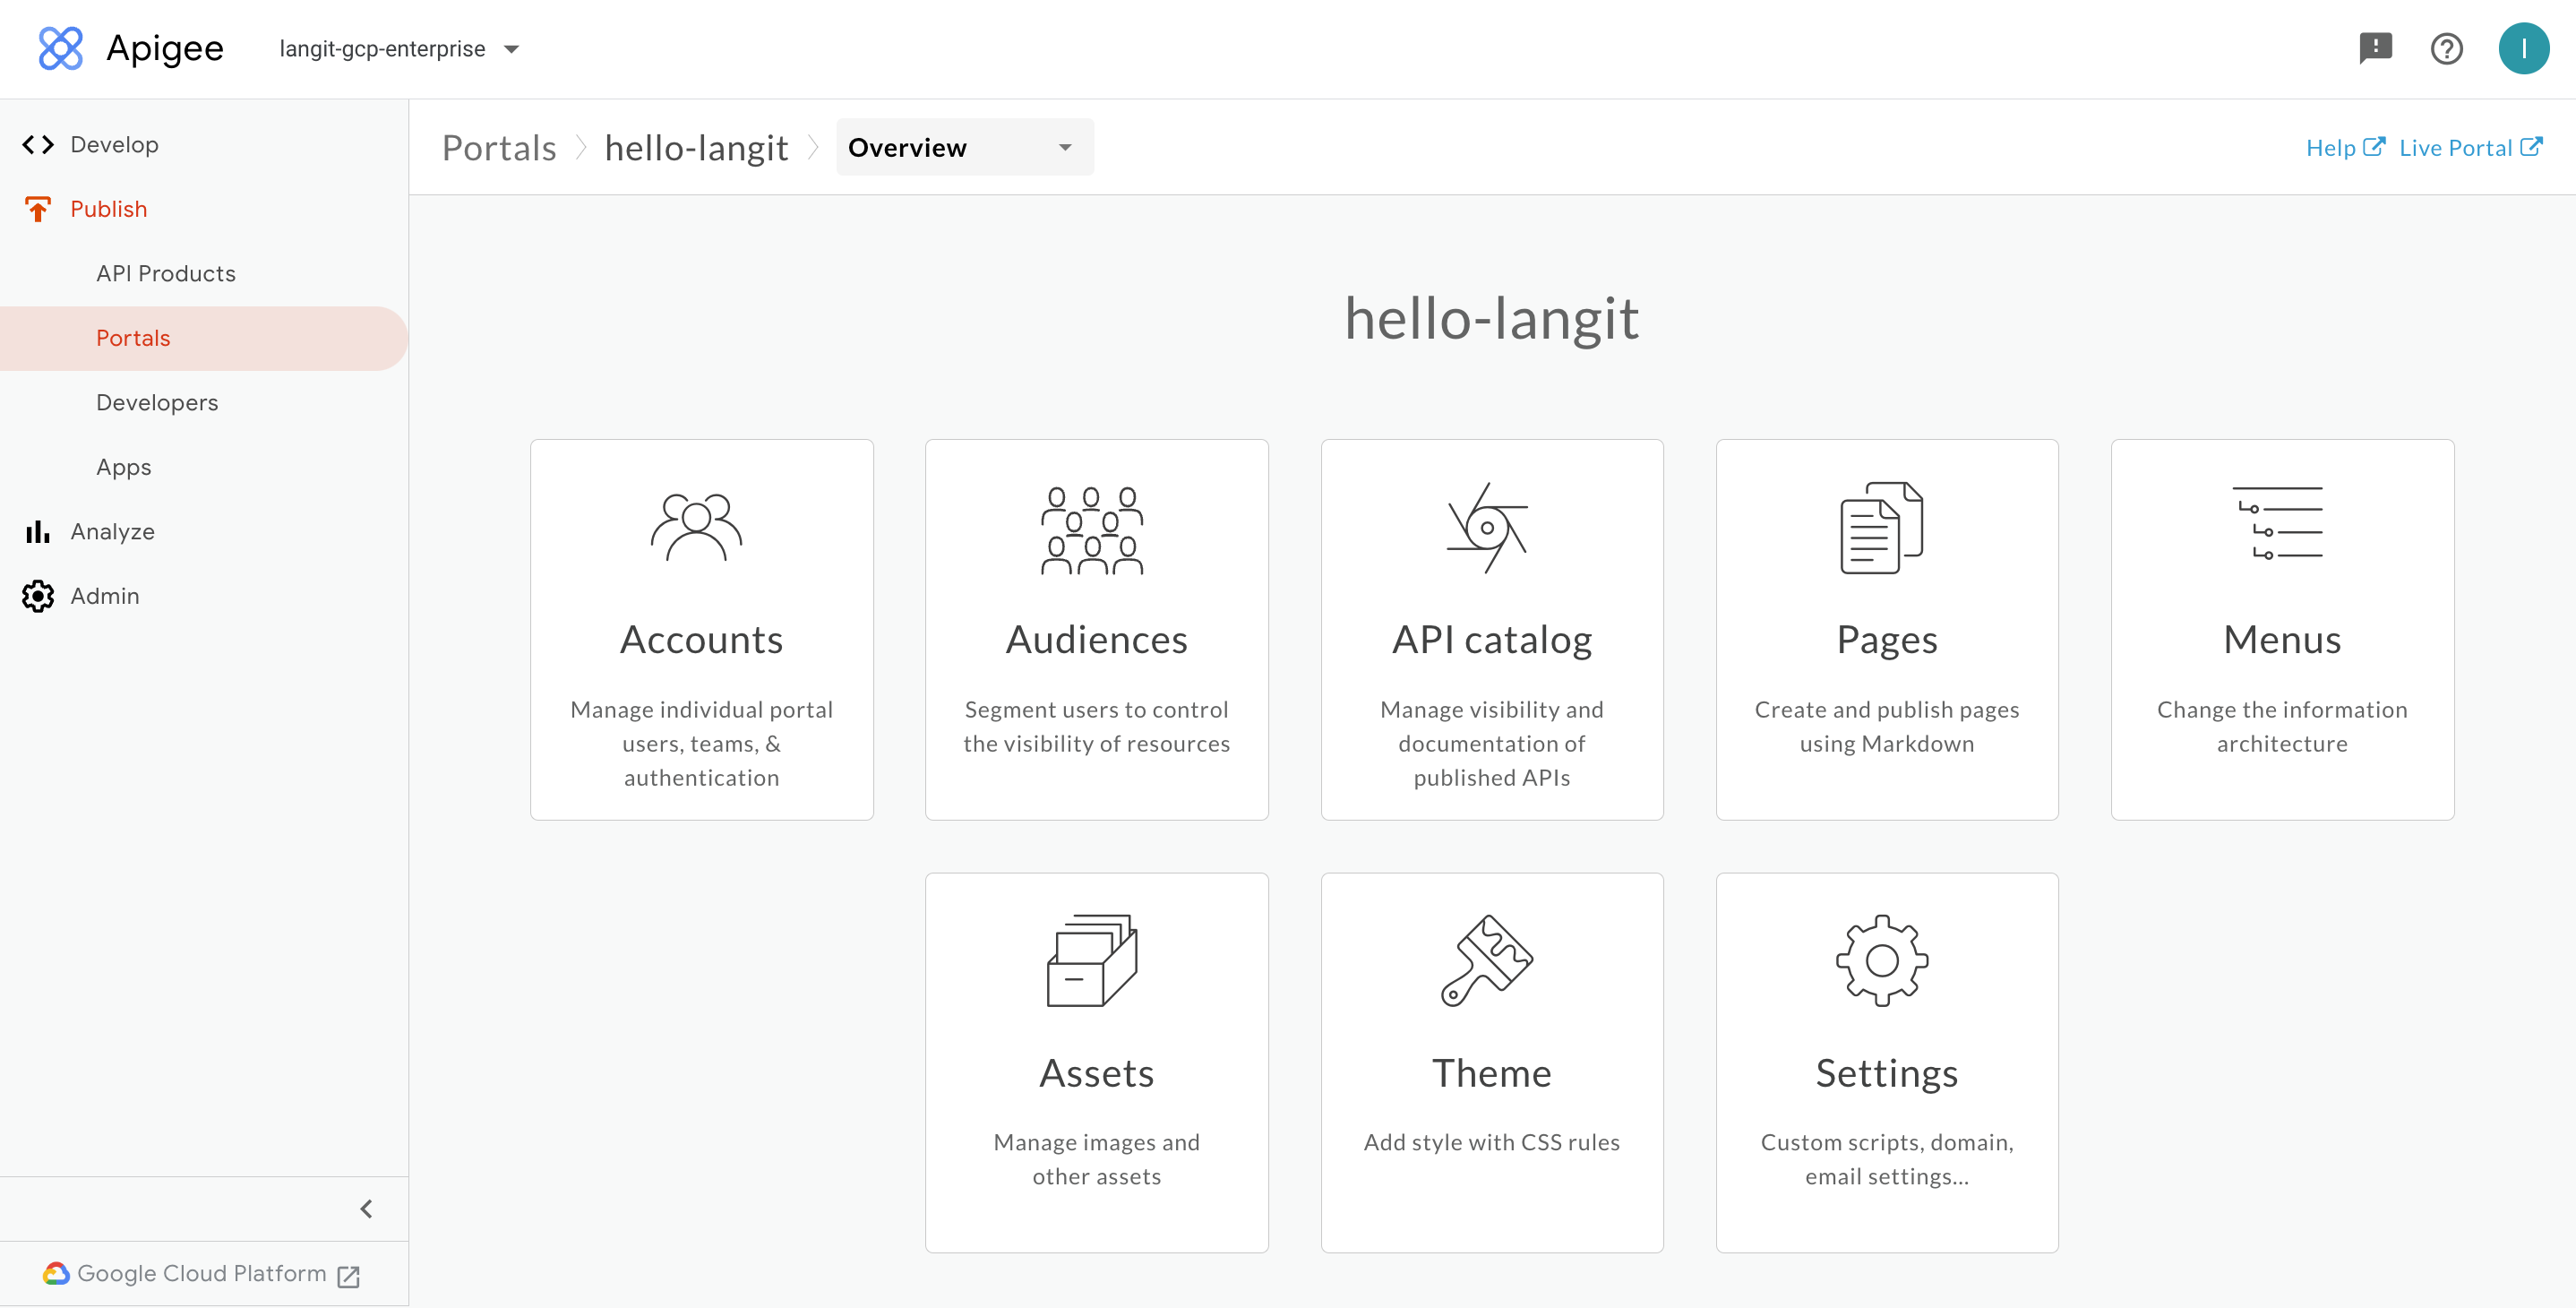 Apigee
langit-gcp-enterprise
I
Develop
Publish
API Products
Portals
Developers
Apps
Analyze
Admin
Google Cloud Platform
Portals
hello-langit
Overview
Help
Live Portal
hello-langit
Accounts
Manage individual portal
users, teams, &
authentication
Audiences
Segment users to control
the visibility of resources
API catalog
Manage visibility and
documentation of
published APIs
Pages
Create and publish pages
using Markdown
Menus
Change the information
architecture
Assets
Manage images and
other assets
Theme
Add style with CSS rules
Settings
Custom scripts, domain,
email settings...